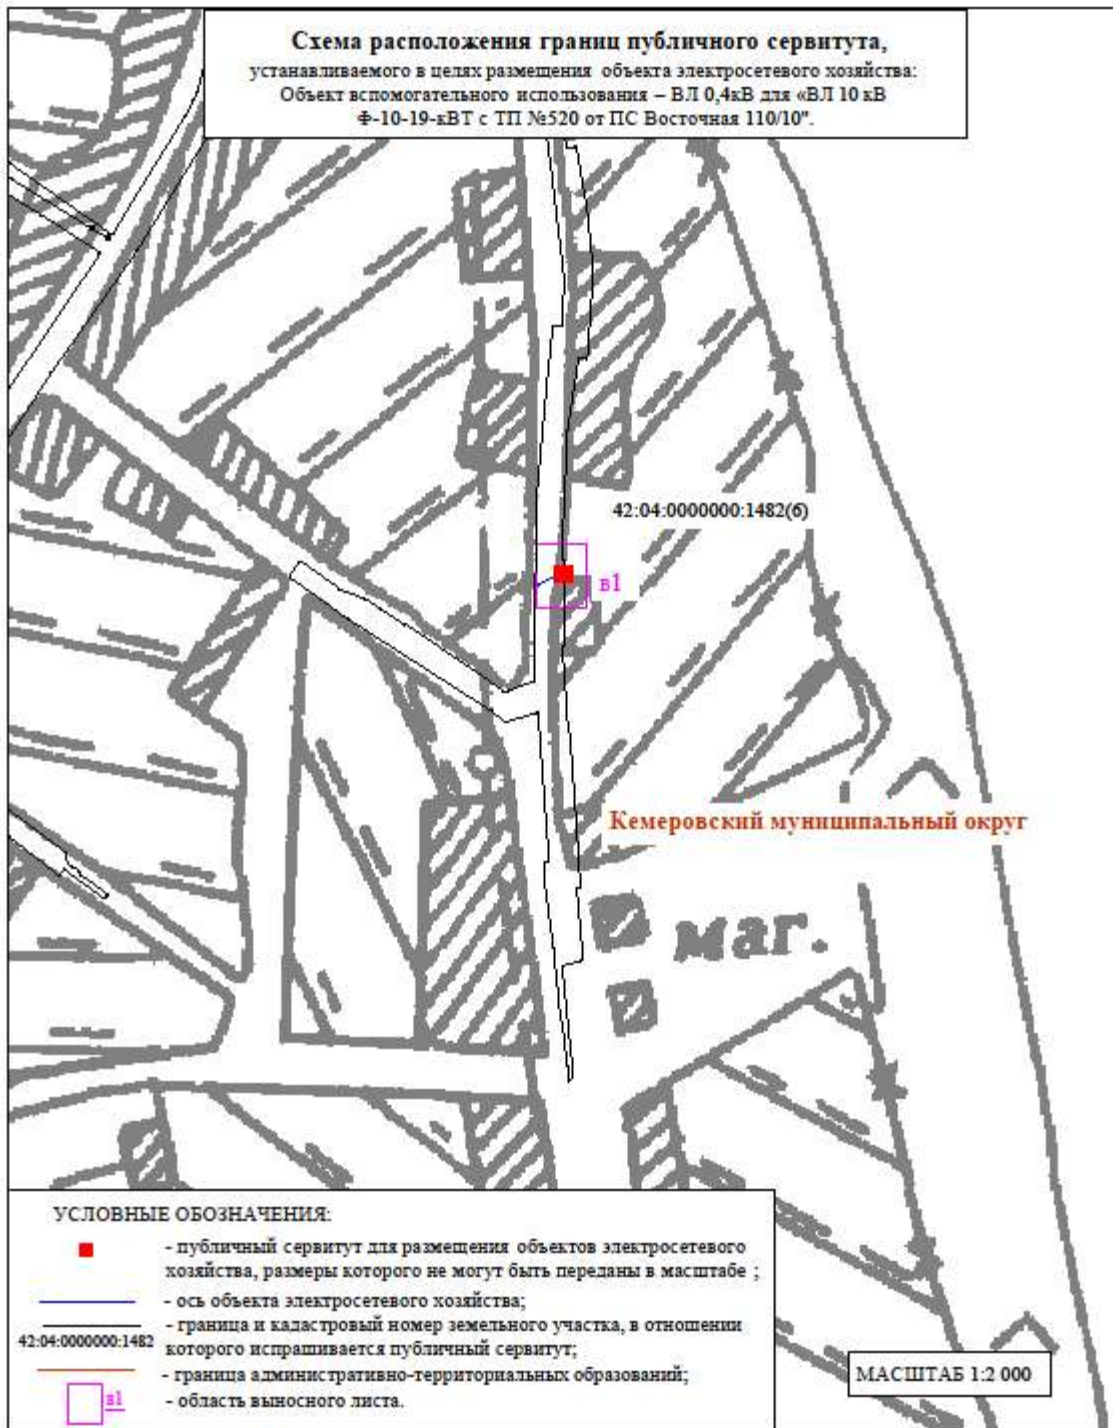 Схема расположения границ публичного сервитута,
устанавливаемого в целях размещения объекта электросетевого хозяйства:
Объект вспомогательного использования – ВЛ 0,4кВ для «ВЛ 10 кВ
Ф-10-19-кВТ с ТП №520 от ПС Восточная 110/10".
42:04:0000000:1482(6)
в1
Кемеровский муниципальный округ
маг.
УСЛОВНЫЕ ОБОЗНАЧЕНИЯ:
- публичный сервитут для размещения объектов электросетевого
хозяйства, размеры которого не могут быть переданы в масштабе ;
- ось объекта электросетевого хозяйства;
- граница и кадастровый номер земельного участка, в отношении
42:04:0000000:1482 которого испрашивается публичный сервитут;
- граница административно-территориальных образований;
в1 - область выносного листа.
МАСШТАБ 1:2 000